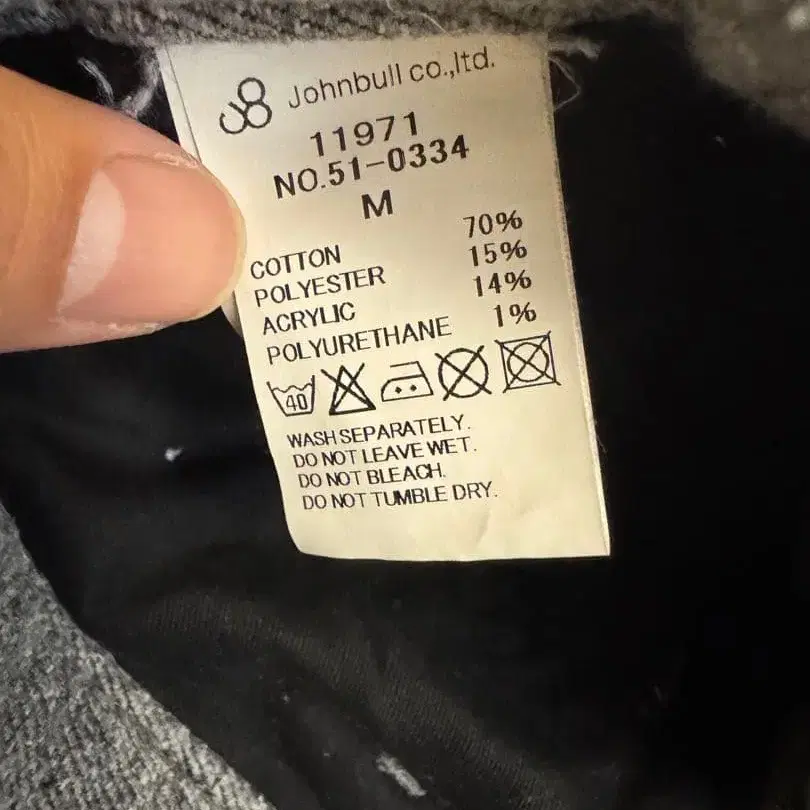 Johnbull co.,ltd.
11971
NO.51-0334
M
COTTON 70%
POLYESTER 15%
ACRYLIC 14%
POLYURETHANE 1%
40
WASH SEPARATELY.
DO NOT LEAVE WET.
DO NOT BLEACH.
DO NOT TUMBLE DRY.